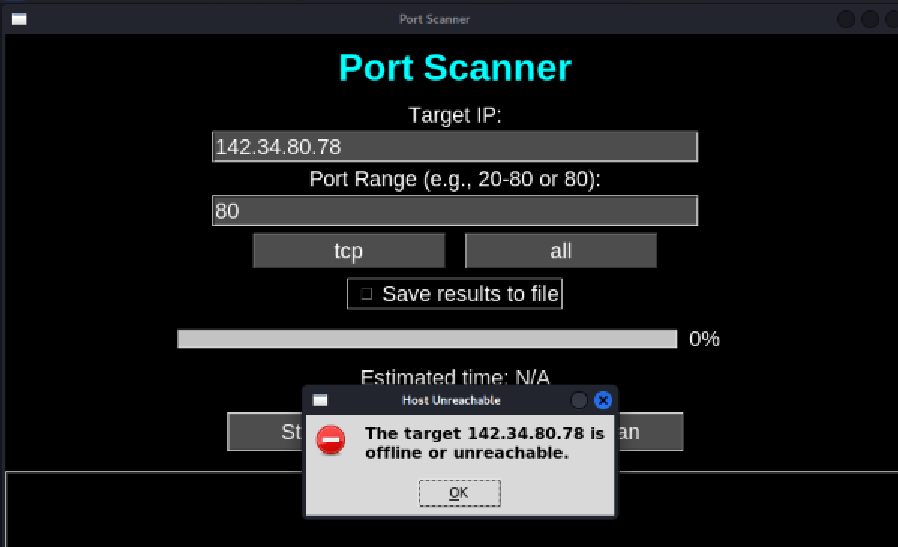 Port Scanner
Port Scanner
Target IP:
142.34.80.78
Port Range (e.g., 20-80 or 80):
80
tcp all
Save results to file
0%
Estimated time: N/A
Host Unreachable
St an
The target 142.34.80.78 is
offline or unreachable.
OK